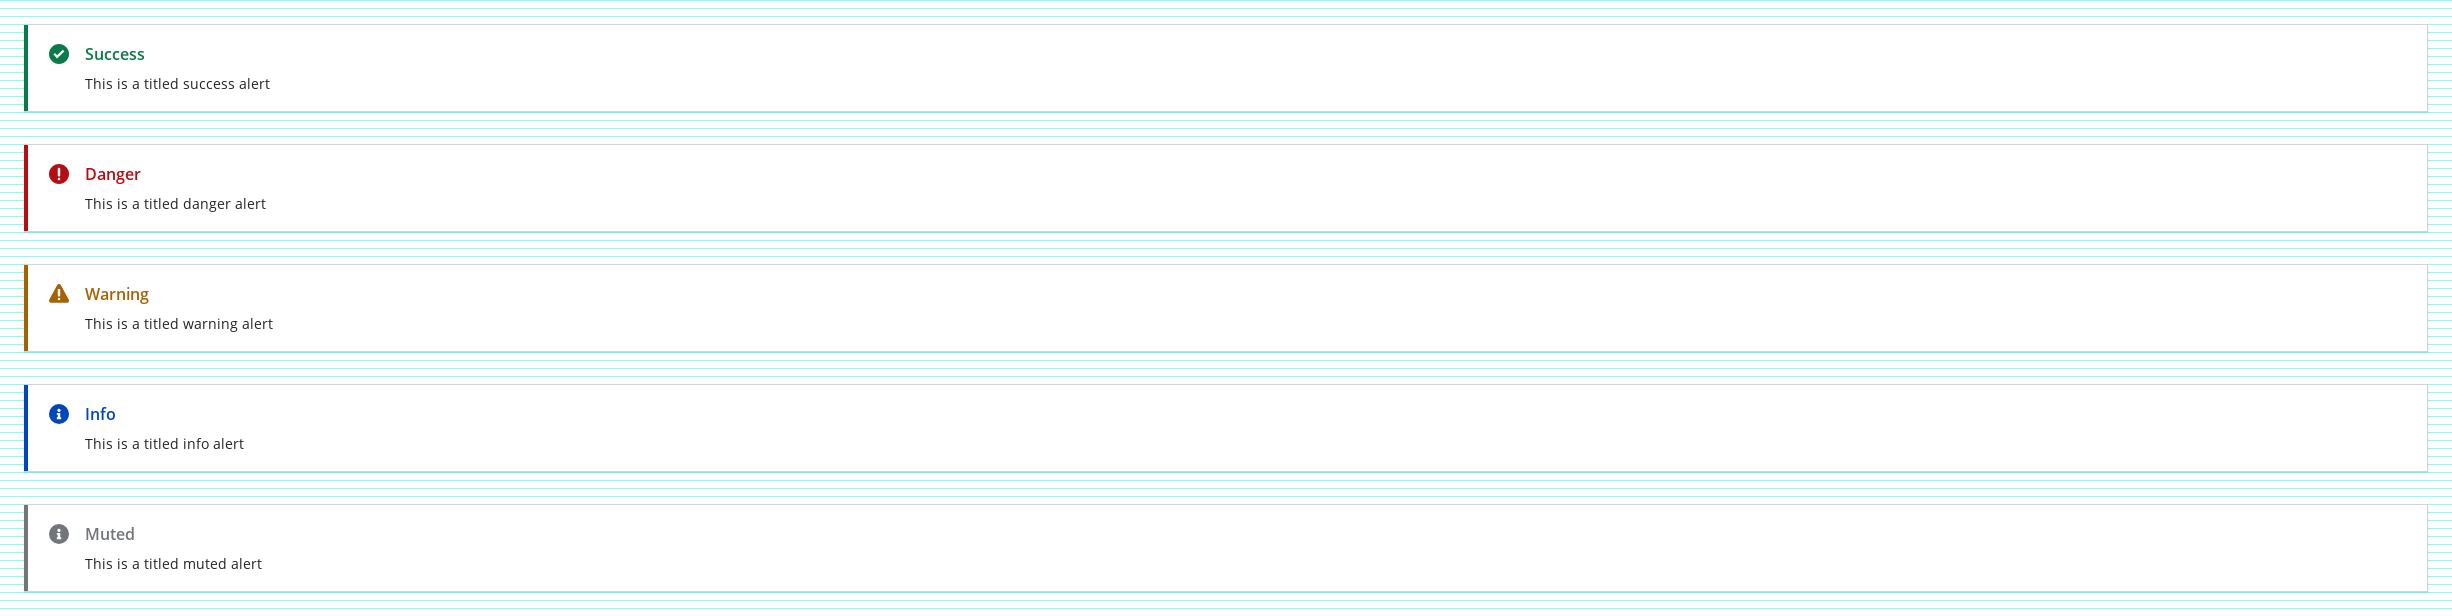 Success
This is a titled success alert
Danger
This is a titled danger alert
Warning
This is a titled warning alert
Info
This is a titled info alert
Muted
This is a titled muted alert